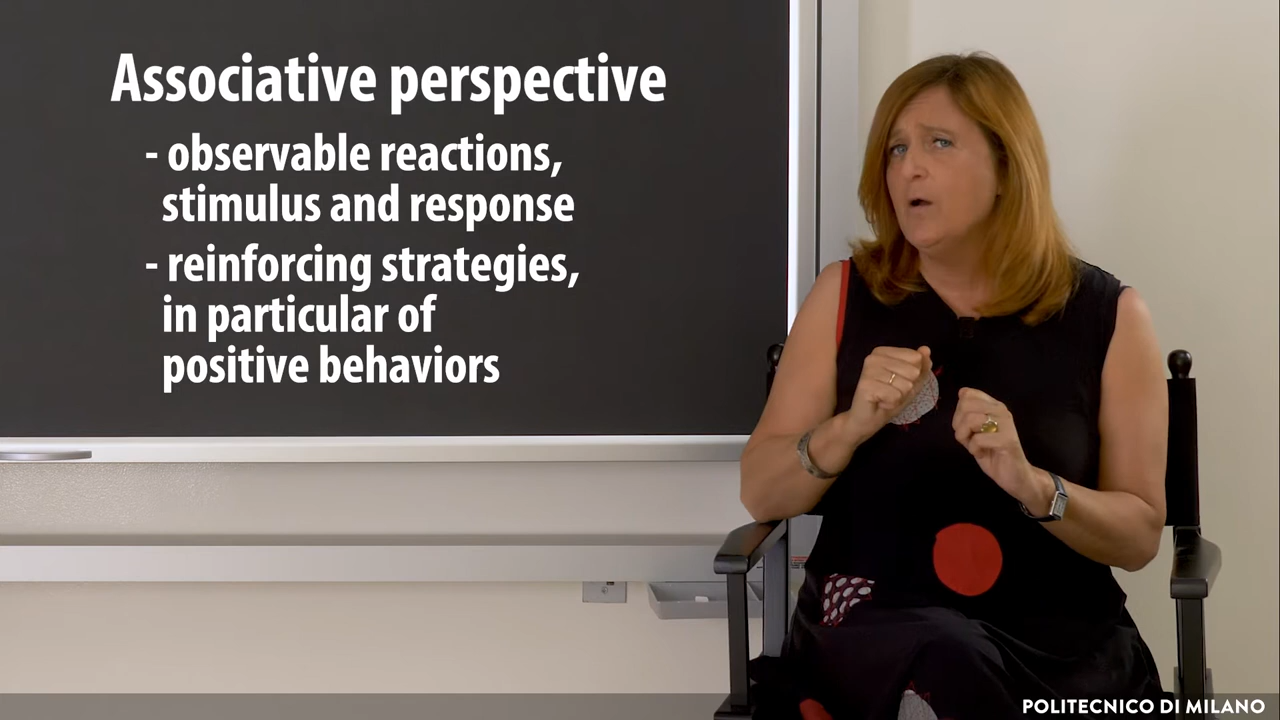 Associative perspective
- observable reactions,
stimulus and response
- reinforcing strategies,
in particular of
positive behaviors
POLITECNICO DI MILANO